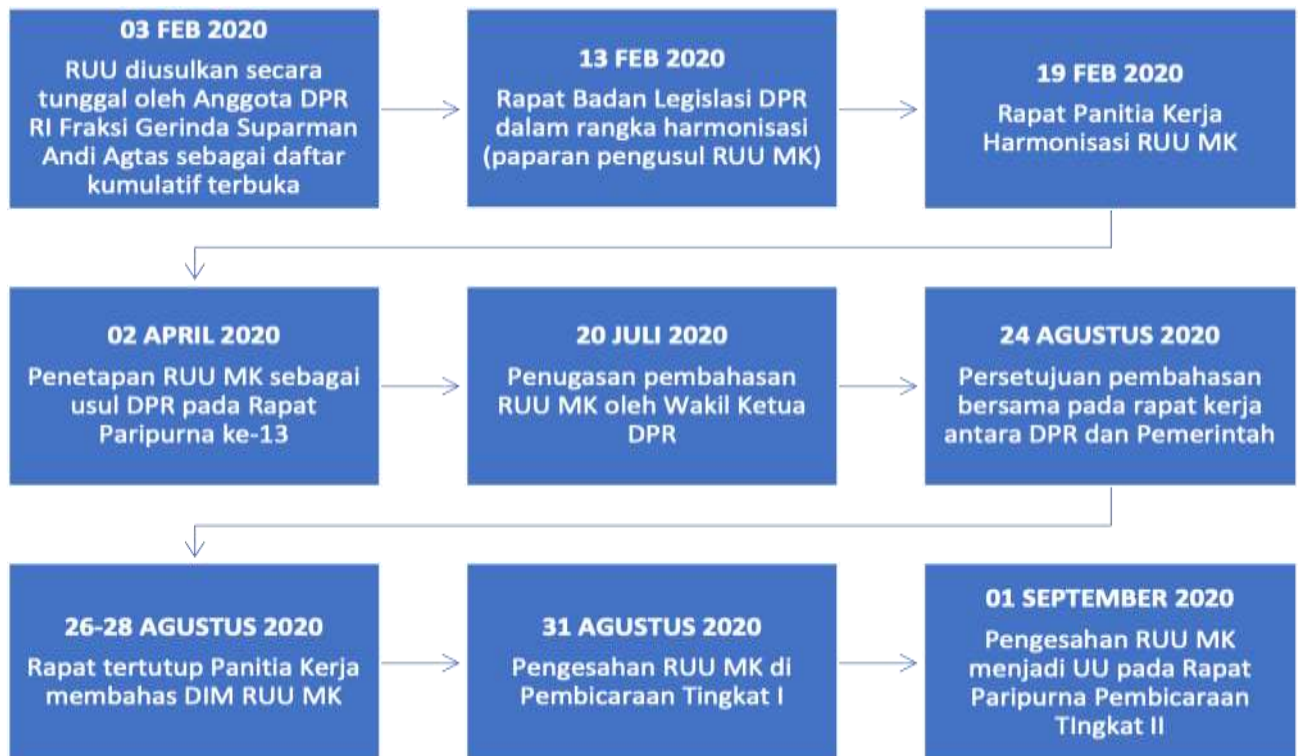 03 FEB 2020
RUU diusulkan secara
tunggal oleh Anggota DPR
RI Fraksi Gerinda Suparman
Andi Agtas sebagai daftar
kumulatif terbuka
13 FEB 2020
Rapat Badan Legislasi DPR
dalam rangka harmonisasi
(paparan pengusul RUU MK)
19 FEB 2020
Rapat Panitia Kerja
Harmonisasi RUU MK
02 APRIL 2020
Penetapan RUU MK sebagai
usul DPR pada Rapat
Paripurna ke-13
20 JULI 2020
Penugasan pembahasan
RUU MK oleh Wakil Ketua
DPR
24 AGUSTUS 2020
Persetujuan pembahasan
bersama pada rapat kerja
antara DPR dan Pemerintah
26-28 AGUSTUS 2020
Rapat tertutup Panitia Kerja
membahas DIM RUU MK
31 AGUSTUS 2020
Pengesahan RUU MK di
Pembicaraan Tingkat I
01 SEPTEMBER 2020
Pengesahan RUU MK
menjadi UU pada Rapat
Paripurna Pembicaraan
TIngkat II